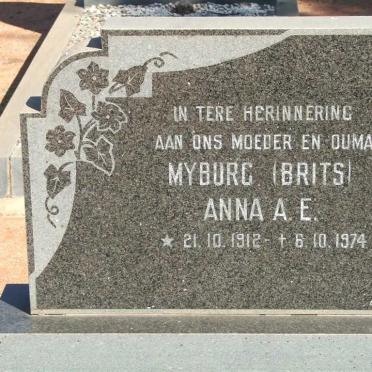 IN TERE HERINNERING
AAN ONS MOEDER EN OUMA
MYBURG (BRITS)
ANNA A. E.
★ 21. 10. 1912 - † 6. 10. 1974